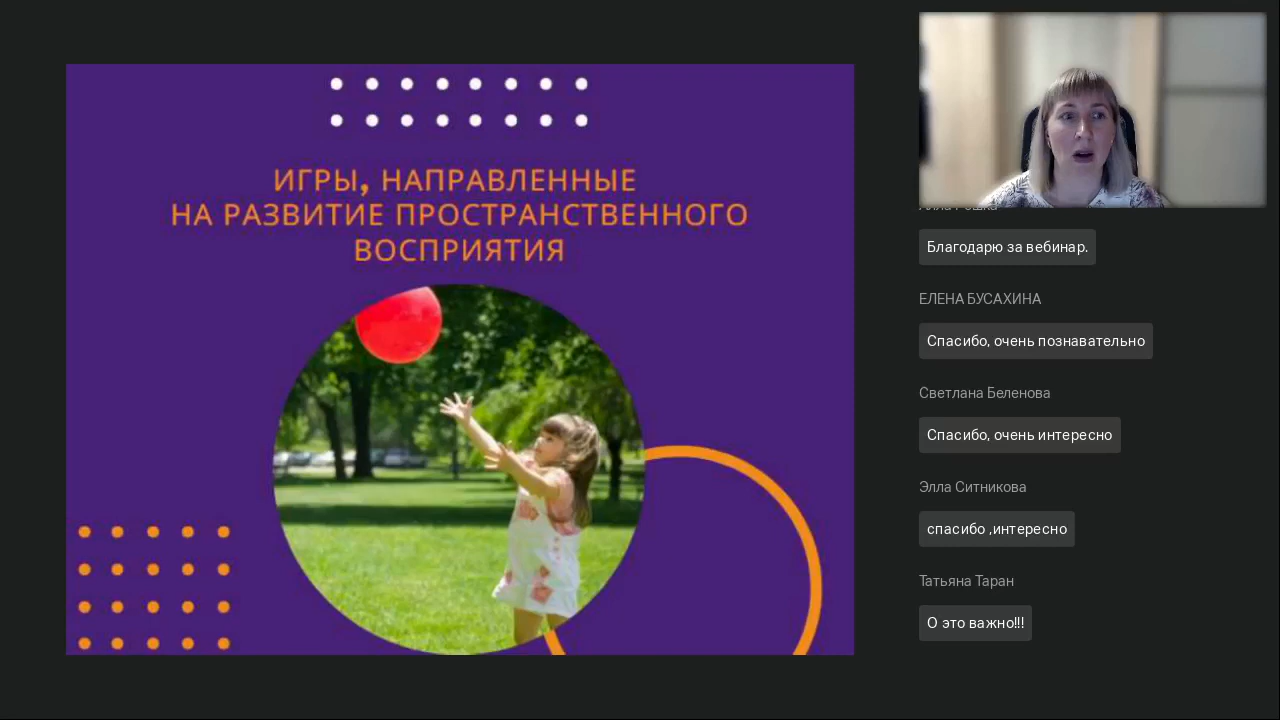 ИГРЫ, НАПРАВЛЕННЫЕ
НА РАЗВИТИЕ ПРОСТРАНСТВЕННОГО
ВОСПРИЯТИЯ
Благодарю за вебинар.
ЕЛЕНА БУСАХИНА
Спасибо, очень познавательно
Светлана Беленова
Спасибо, очень интересно
Элла Ситникова
спасибо ,интересно
Татьяна Таран
О это важно!!!